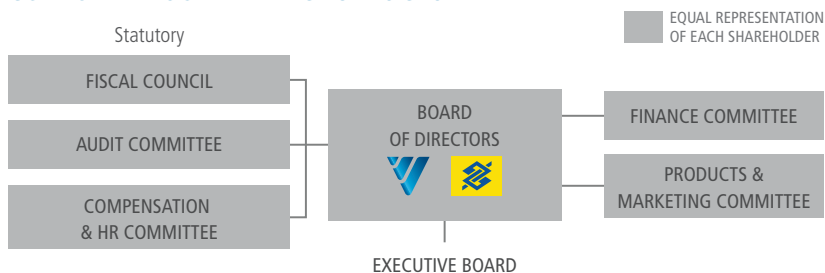 Statutory
EQUAL REPRESENTATION
OF EACH SHAREHOLDER
FISCAL COUNCIL
AUDIT COMMITTEE
COMPENSATION
& HR COMMITTEE
BOARD
OF DIRECTORS
FINANCE COMMITTEE
PRODUCTS &
MARKETING COMMITTEE
EXECUTIVE BOARD